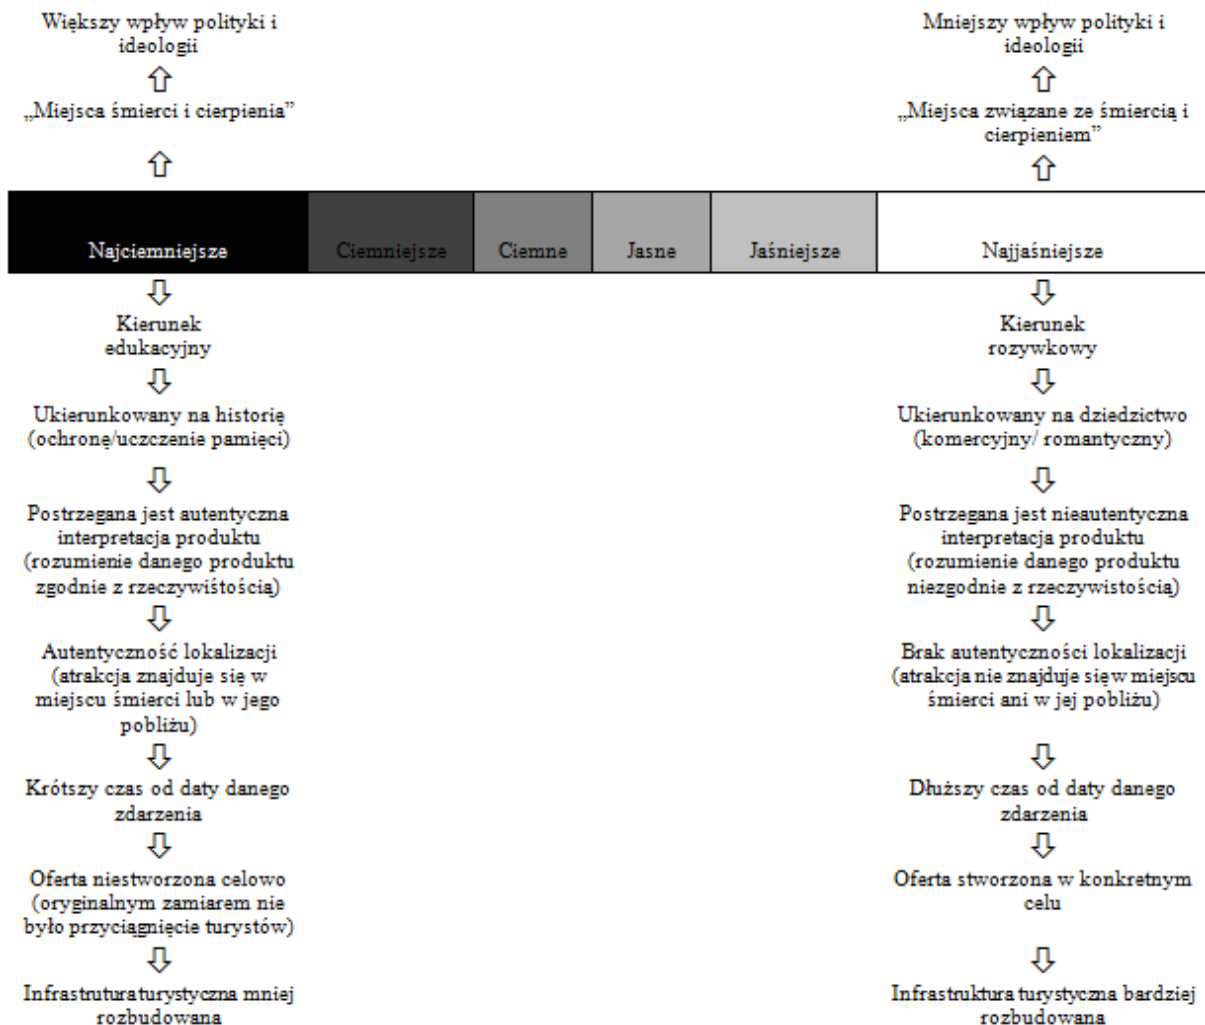 Większy wpływ polityki i
ideologii
Mniejszy wpływ polityki i
ideologii
„Miejsca śmierci i cierpienia”
„Miejsca związane ze śmiercią i
cierpieniem”
Najciemniejsze
Ciemniejsze
Ciemne
Jasne
Jaśniejsze
Najjaśniejsze
Kierunek
edukacyjny
Kierunek
rozywkowy
Ukierunkowany na historię
(ochronę/uczczenie pamięci)
Ukierunkowany na dziedzictwo
(komercyjny/ romantyczny)
Postrzegana jest autentyczna
interpretacja produktu
(rozumienie danego produktu
zgodnie z rzeczywiśtością)
Postrzegana jest nieautentyczna
interpretacja produktu
(rozumienie danego produktu
niezgodnie z rzeczywistością)
Autentyczność lokalizacji
(atrakcja znajduje się w
miejscu śmierci lub w jego
pobliżu)
Brak autentyczności lokalizacji
(atrakcja nie znajduje się w miejscu
śmierci ani w jej pobliżu)
Krótszy czas od daty danego
zdarzenia
Dłuższy czas od daty danego
zdarzenia
Oferta niestworzona celowo
(oryginalnym zamiarem nie
było przyciągnięcie turystów)
Oferta stworzona w konkretnym
celu
Infrastrutura turystyczna mniej
rozbudowana
Infrastruktura turystyczna bardziej
rozbudowana